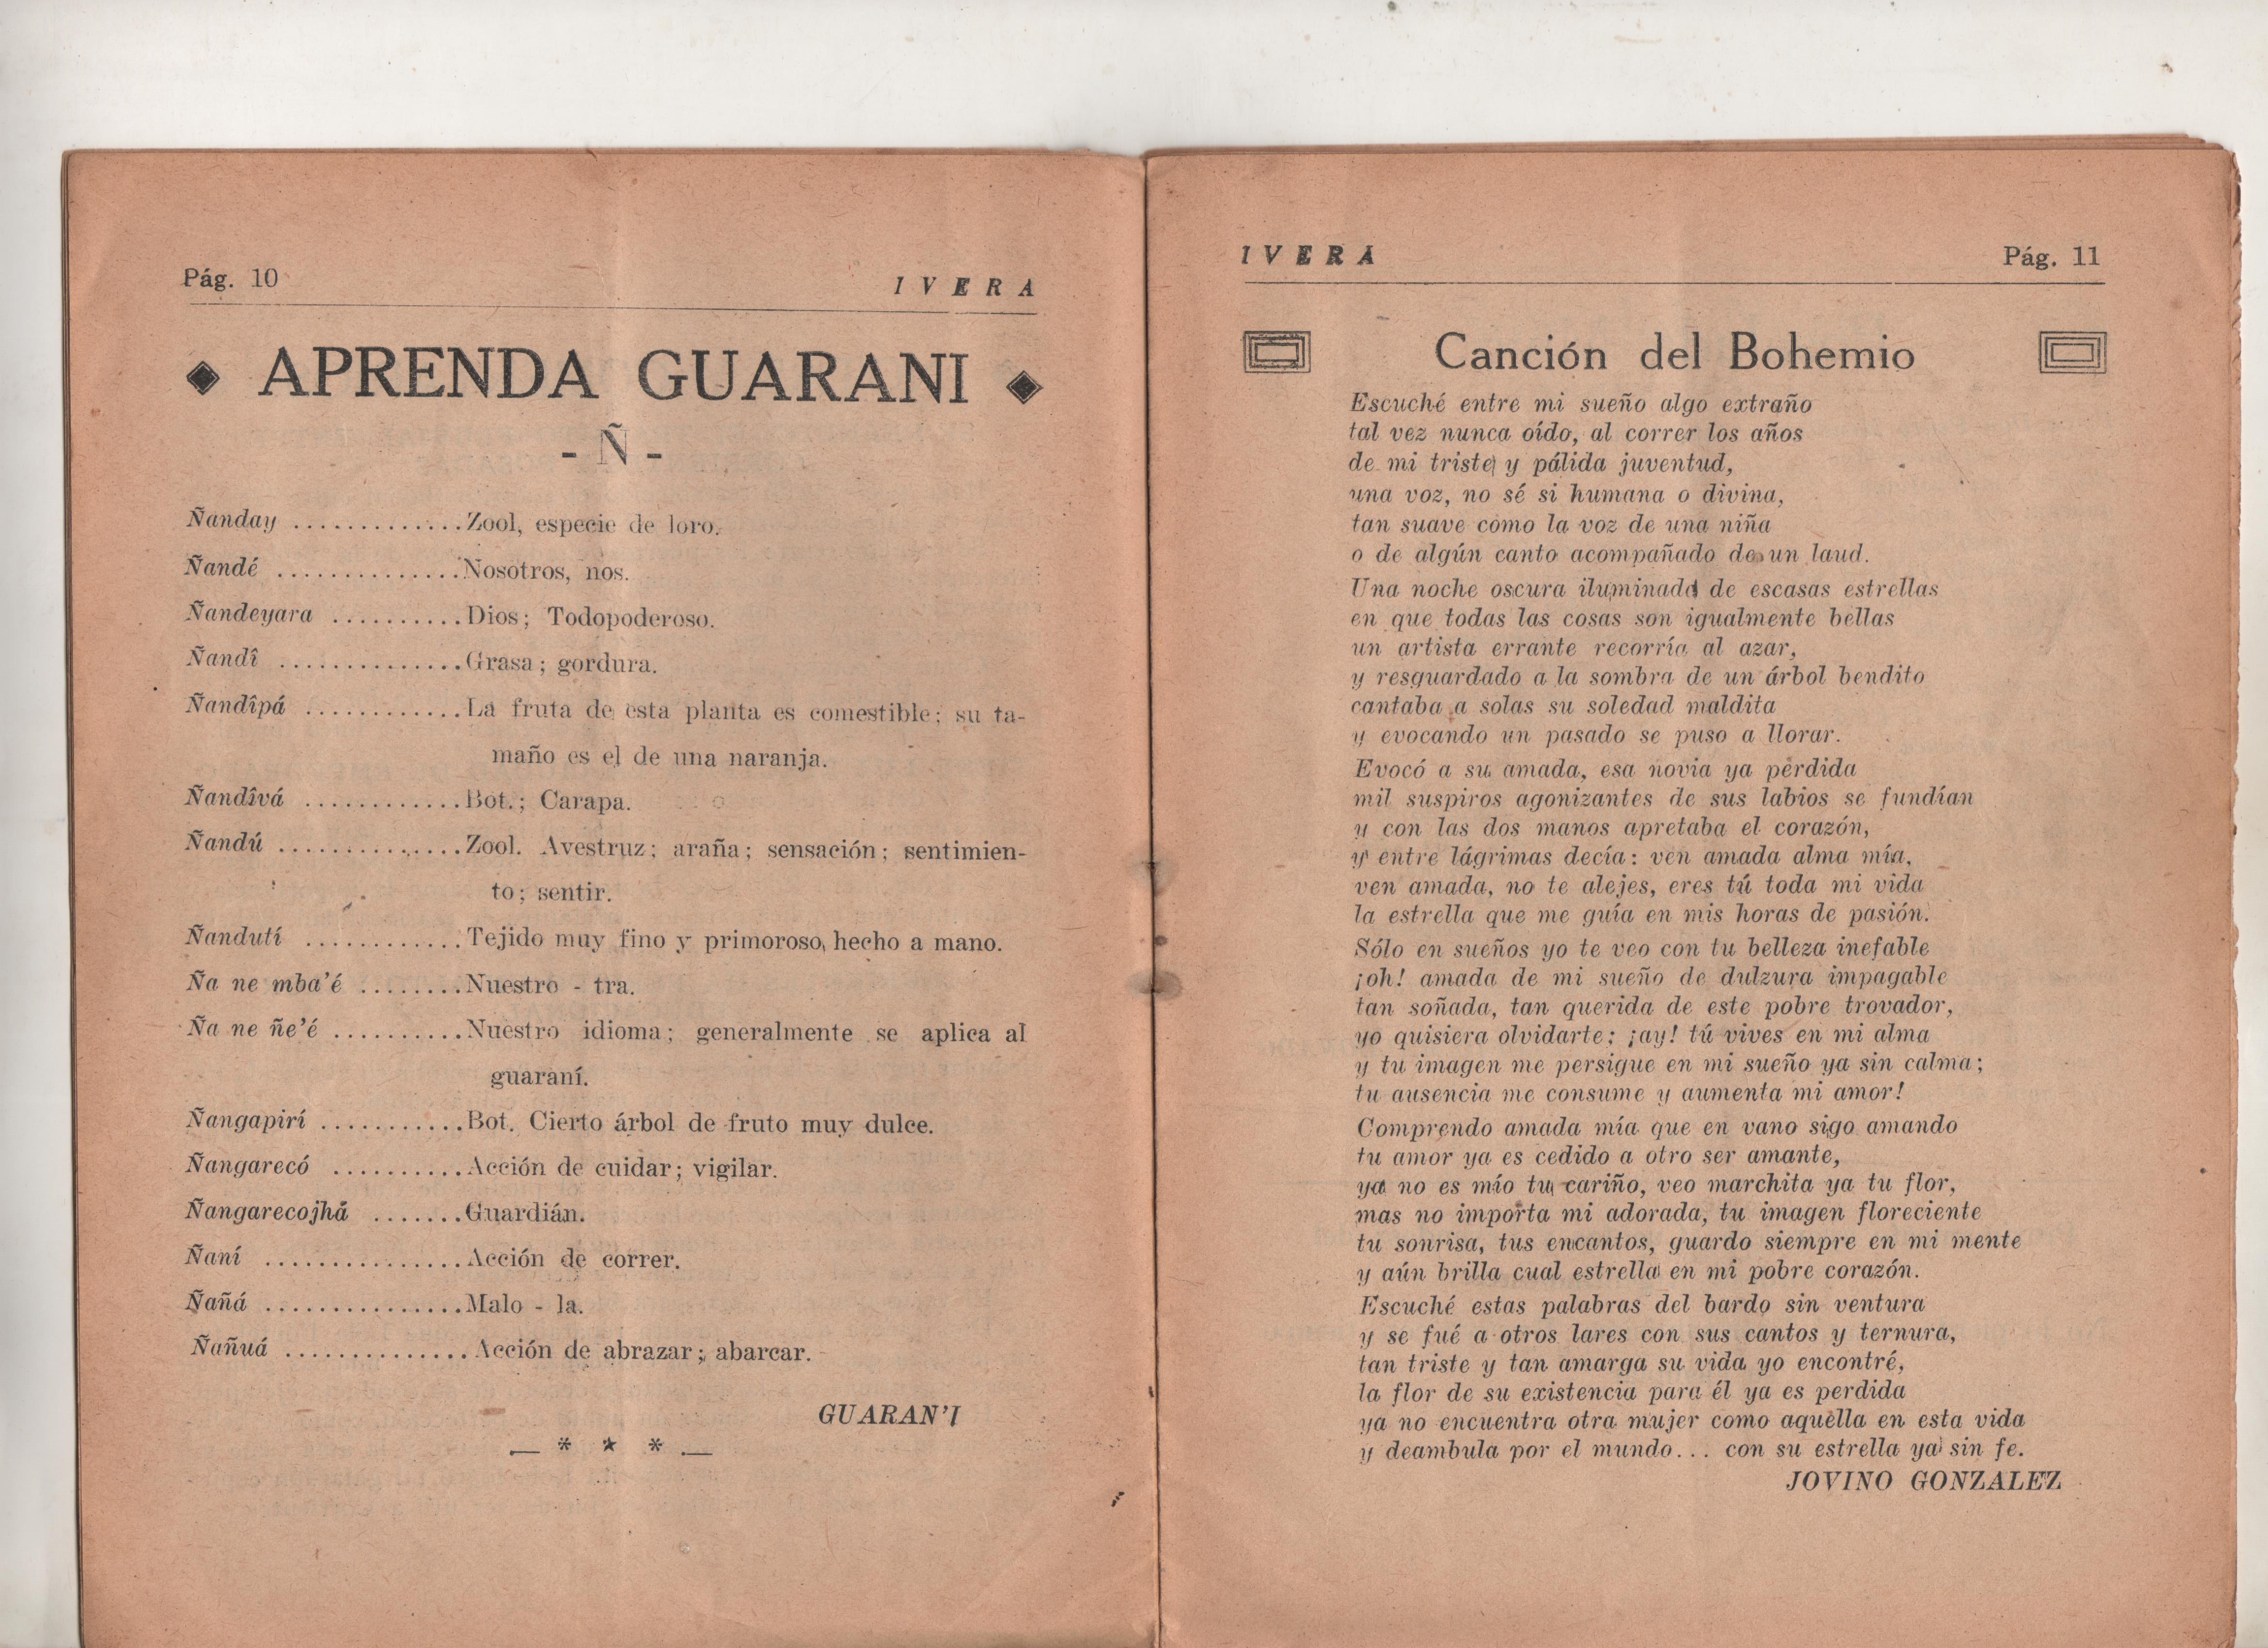 Pág. 10
IVERA
APRENDA GUARANI
- Ñ -
Ñanday .............Zool, especie de loro.
Ñandé ..............Nosotros, nos.
Ñandeyara ..........Dios; Todopoderoso.
Ñandî ..............Grasa; gordura.
Ñandîpá ............La fruta de esta planta es comestible; su ta-
maño es el de una naranja.
Ñandîvá ............Bot.; Carapa.
Ñandú ..............Zool. Avestruz; araña; sensación; sentimien-
to; sentir.
Ñandutí ............Tejido muy fino y primoroso, hecho a mano.
Ña ne mba'é ........Nuestro - tra.
Ña ne ñe'é ..........Nuestro idioma; generalmente se aplica al
guaraní.
Ñangapirí ...........Bot. Cierto árbol de fruto muy dulce.
Ñangarecó ..........Acción de cuidar; vigilar.
Ñangarecojhá .......Guardián.
Ñaní ...............Acción de correr.
Ñañá ...............Malo - la.
Ñañuá ..............Acción de abrazar; abarcar.
GUARAN'I
— * * * —
IVERA
Pág. 11
Canción del Bohemio
Escuché entre mi sueño algo extraño
tal vez nunca oído, al correr los años
de mi triste y pálida juventud,
una voz, no sé si humana o divina,
tan suave como la voz de una niña
o de algún canto acompañado de un laud.
Una noche oscura iluminada de escasas estrellas
en que todas las cosas son igualmente bellas
un artista errante recorría al azar,
y resguardado a la sombra de un árbol bendito
cantaba a solas su soledad maldita
y evocando un pasado se puso a llorar.
Evocó a su amada, esa novia ya perdida
mil suspiros agonizantes de sus labios se fundían
y con las dos manos apretaba el corazón,
y entre lágrimas decía: ven amada alma mía,
ven amada, no te alejes, eres tú toda mi vida
la estrella que me guía en mis horas de pasión.
Sólo en sueños yo te veo con tu belleza inefable
¡oh! amada de mi sueño de dulzura impagable
tan soñada, tan querida de este pobre trovador,
yo quisiera olvidarte; ¡ay! tú vives en mi alma
y tu imagen me persigue en mi sueño ya sin calma;
tu ausencia me consume y aumenta mi amor!
Comprendo amada mía que en vano sigo amando
tu amor ya es cedido a otro ser amante,
ya no es mío tu cariño, veo marchita ya tu flor,
mas no importa mi adorada, tu imagen floreciente
tu sonrisa, tus encantos, guardo siempre en mi mente
y aún brilla cual estrella en mi pobre corazón.
Escuché estas palabras del bardo sin ventura
y se fué a otros lares con sus cantos y ternura,
tan triste y tan amarga su vida yo encontré,
la flor de su existencia para él ya es perdida
ya no encuentra otra mujer como aquella en esta vida
y deambula por el mundo... con su estrella ya sin fe.
JOVINO GONZALEZ